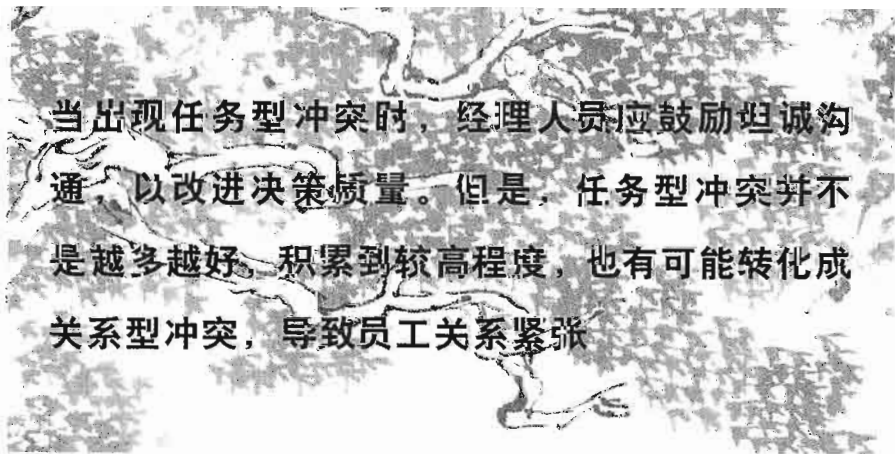 当出现任务型冲突时，经理人员应鼓励坦诚沟
通，以改进决策质量。但是，任务型冲突并不
是越多越好，积累到较高程度，也有可能转化成
关系型冲突，导致员工关系紧张